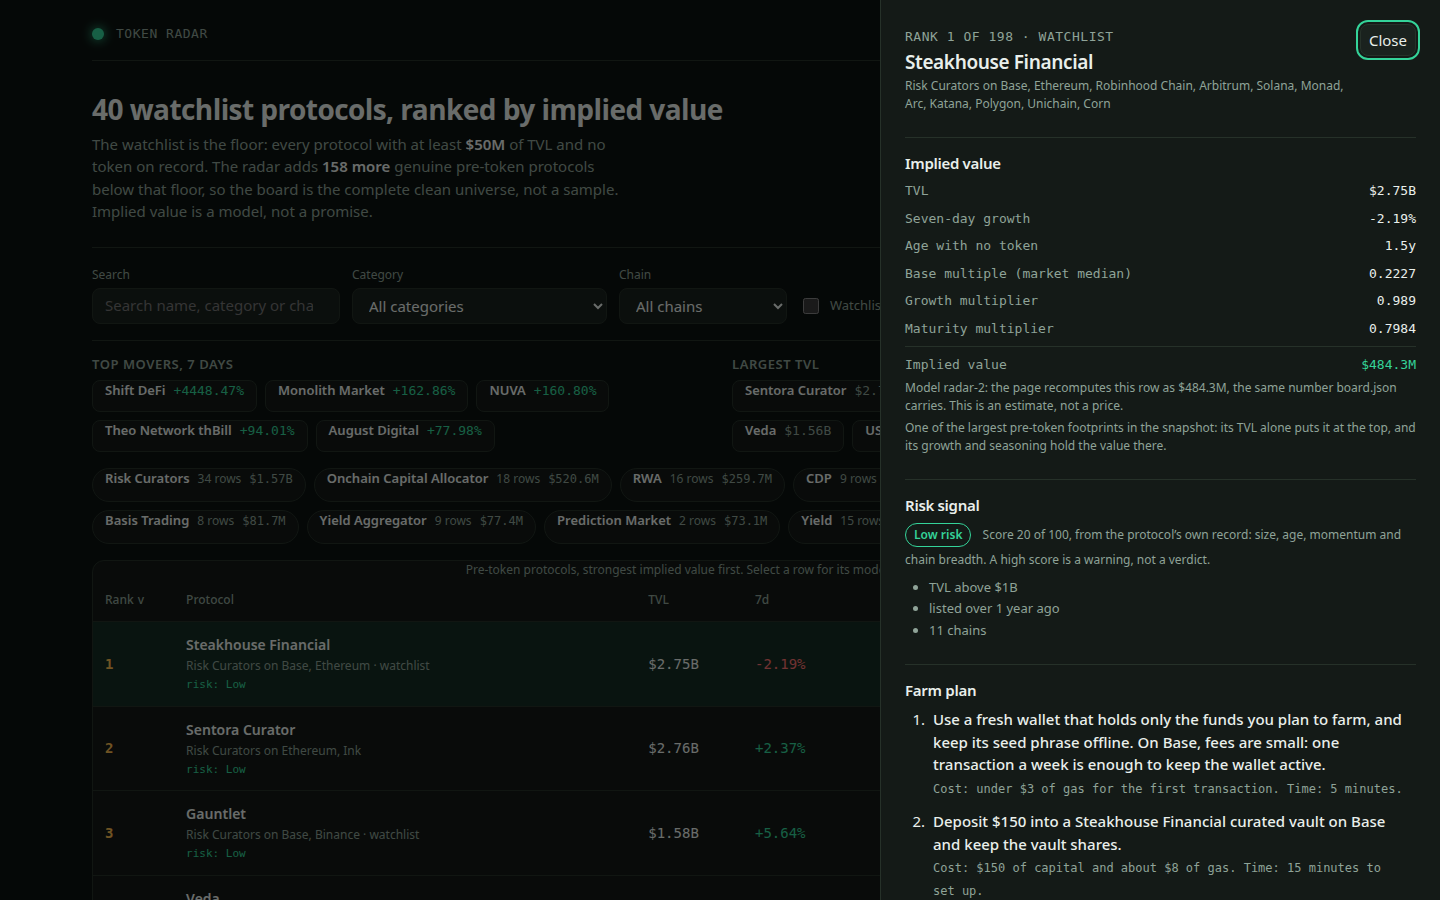 TOKEN RADAR
40 watchlist protocols, ranked by implied value
The watchlist is the floor: every protocol with at least $50M of TVL and no
token on record. The radar adds 158 more genuine pre-token protocols
below that floor, so the board is the complete clean universe, not a sample.
Implied value is a model, not a promise.
Search
Category
Chain
Search name, category or cha
All categories
All chains
Watchlis
TOP MOVERS, 7 DAYS
LARGEST TVL
Shift DeFi +4448.47%
Monolith Market +162.86%
NUVA +160.80%
Sentora Curator $2.7
Theo Network thBill +94.01%
August Digital +77.98%
Veda $1.56B
US
Risk Curators 34 rows $1.57B
Onchain Capital Allocator 18 rows $520.6M
RWA 16 rows $259.7M
CDP 9 rows
Basis Trading 8 rows $81.7M
Yield Aggregator 9 rows $77.4M
Prediction Market 2 rows $73.1M
Yield 15 rows
Pre-token protocols, strongest implied value first. Select a row for its mod
Rank v
Protocol
TVL
7d
1
Steakhouse Financial
Risk Curators on Base, Ethereum · watchlist
risk: Low
$2.75B
-2.19%
2
Sentora Curator
Risk Curators on Ethereum, Ink
risk: Low
$2.76B
+2.37%
3
Gauntlet
Risk Curators on Base, Binance · watchlist
risk: Low
$1.58B
+5.64%
Veda
RANK 1 OF 198 · WATCHLIST
Close
Steakhouse Financial
Risk Curators on Base, Ethereum, Robinhood Chain, Arbitrum, Solana, Monad,
Arc, Katana, Polygon, Unichain, Corn
Implied value
TVL $2.75B
Seven-day growth -2.19%
Age with no token 1.5y
Base multiple (market median) 0.2227
Growth multiplier 0.989
Maturity multiplier 0.7984
Implied value $484.3M
Model radar-2: the page recomputes this row as $484.3M, the same number board.json
carries. This is an estimate, not a price.
One of the largest pre-token footprints in the snapshot: its TVL alone puts it at the top, and
its growth and seasoning hold the value there.
Risk signal
Low risk Score 20 of 100, from the protocol's own record: size, age, momentum and
chain breadth. A high score is a warning, not a verdict.
• TVL above $1B
• listed over 1 year ago
• 11 chains
Farm plan
1. Use a fresh wallet that holds only the funds you plan to farm, and
keep its seed phrase offline. On Base, fees are small: one
transaction a week is enough to keep the wallet active.
Cost: under $3 of gas for the first transaction. Time: 5 minutes.
2. Deposit $150 into a Steakhouse Financial curated vault on Base
and keep the vault shares.
Cost: $150 of capital and about $8 of gas. Time: 15 minutes to
set up.